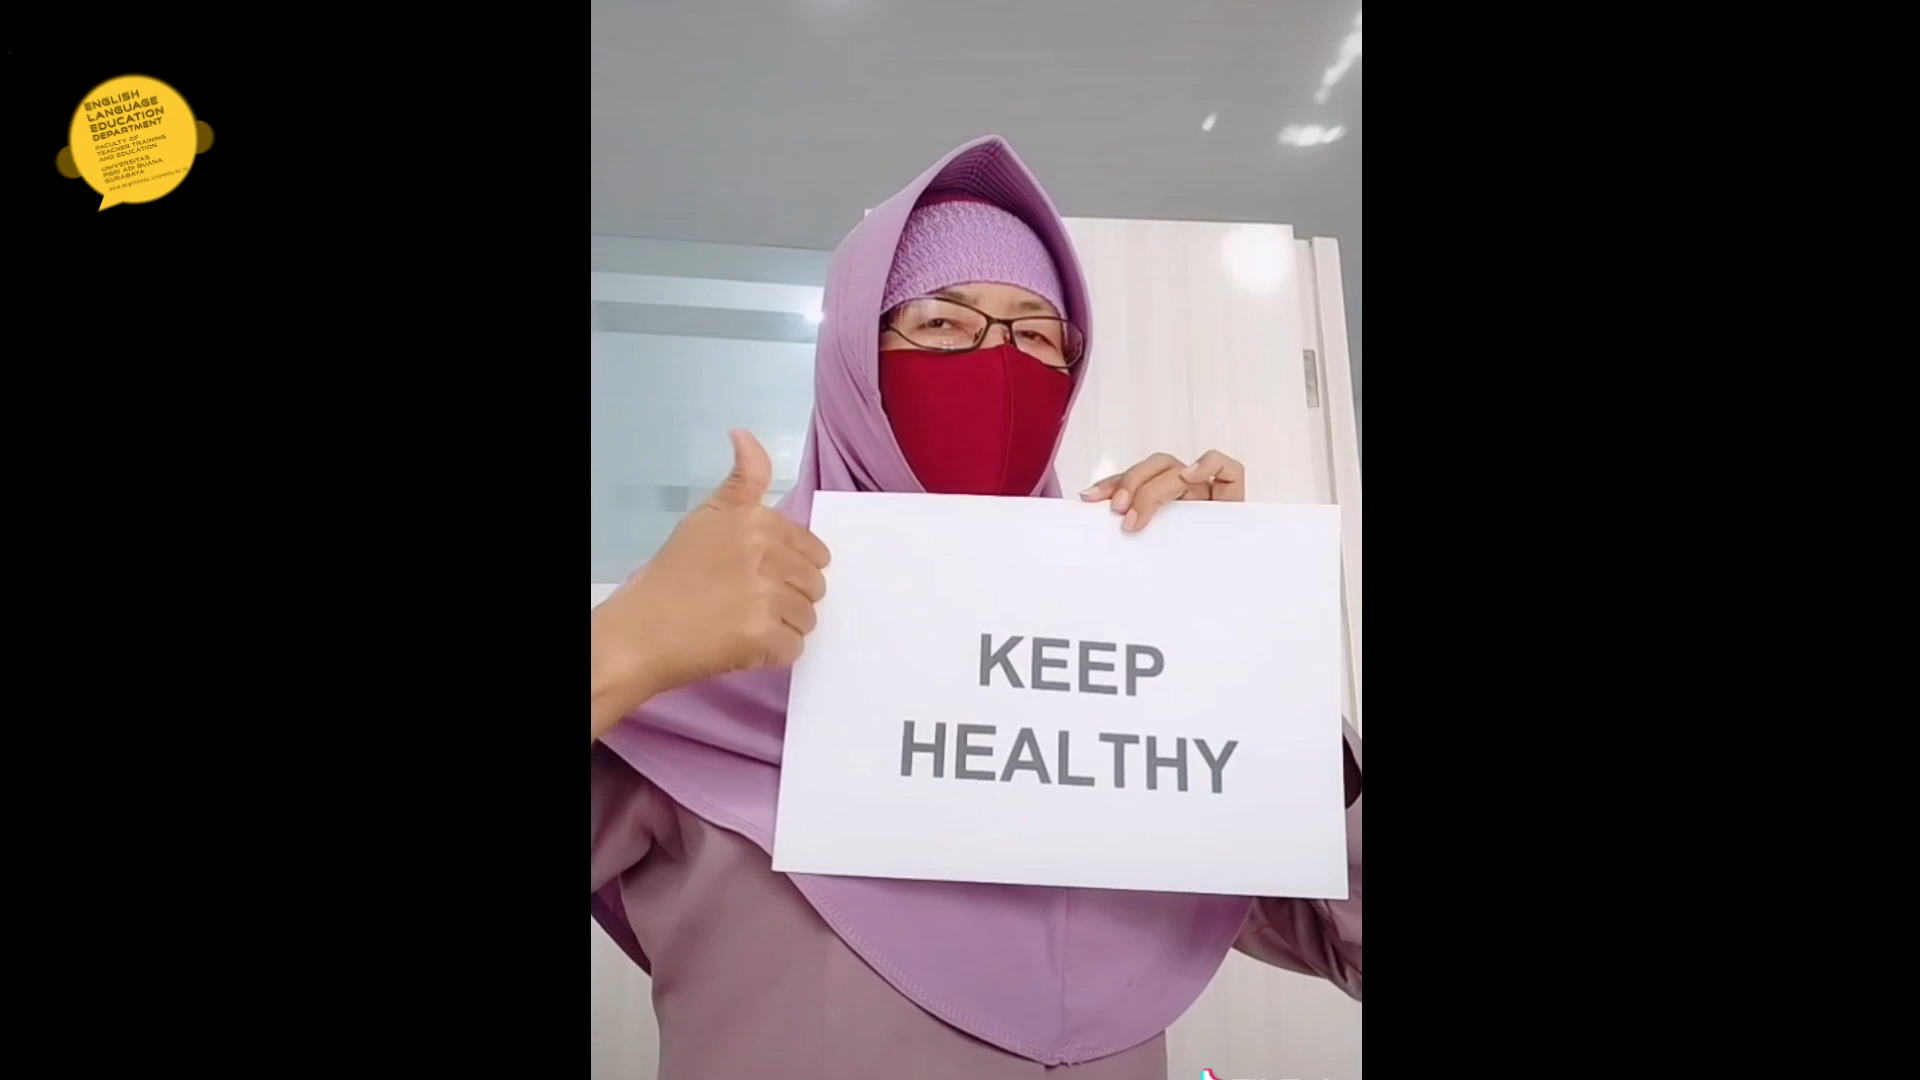 ENGLISH
LANGUAGE
EDUCATION
DEPARTMENT
FACULTY OF
TEACHER TRAINING
AND EDUCATION
UNIVERSITAS
PGRI ADI BUANA
SURABAYA
KEEP
HEALTHY